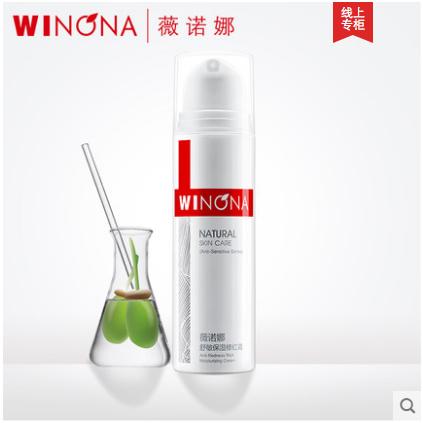 WINONA 薇诺娜
线上
专柜
WINONA
NATURAL
SKIN CARE
(Anti-Sensitive Series)
薇诺娜
舒敏保湿修红霜
Anti-Redness Rich
Moisturizing Cream